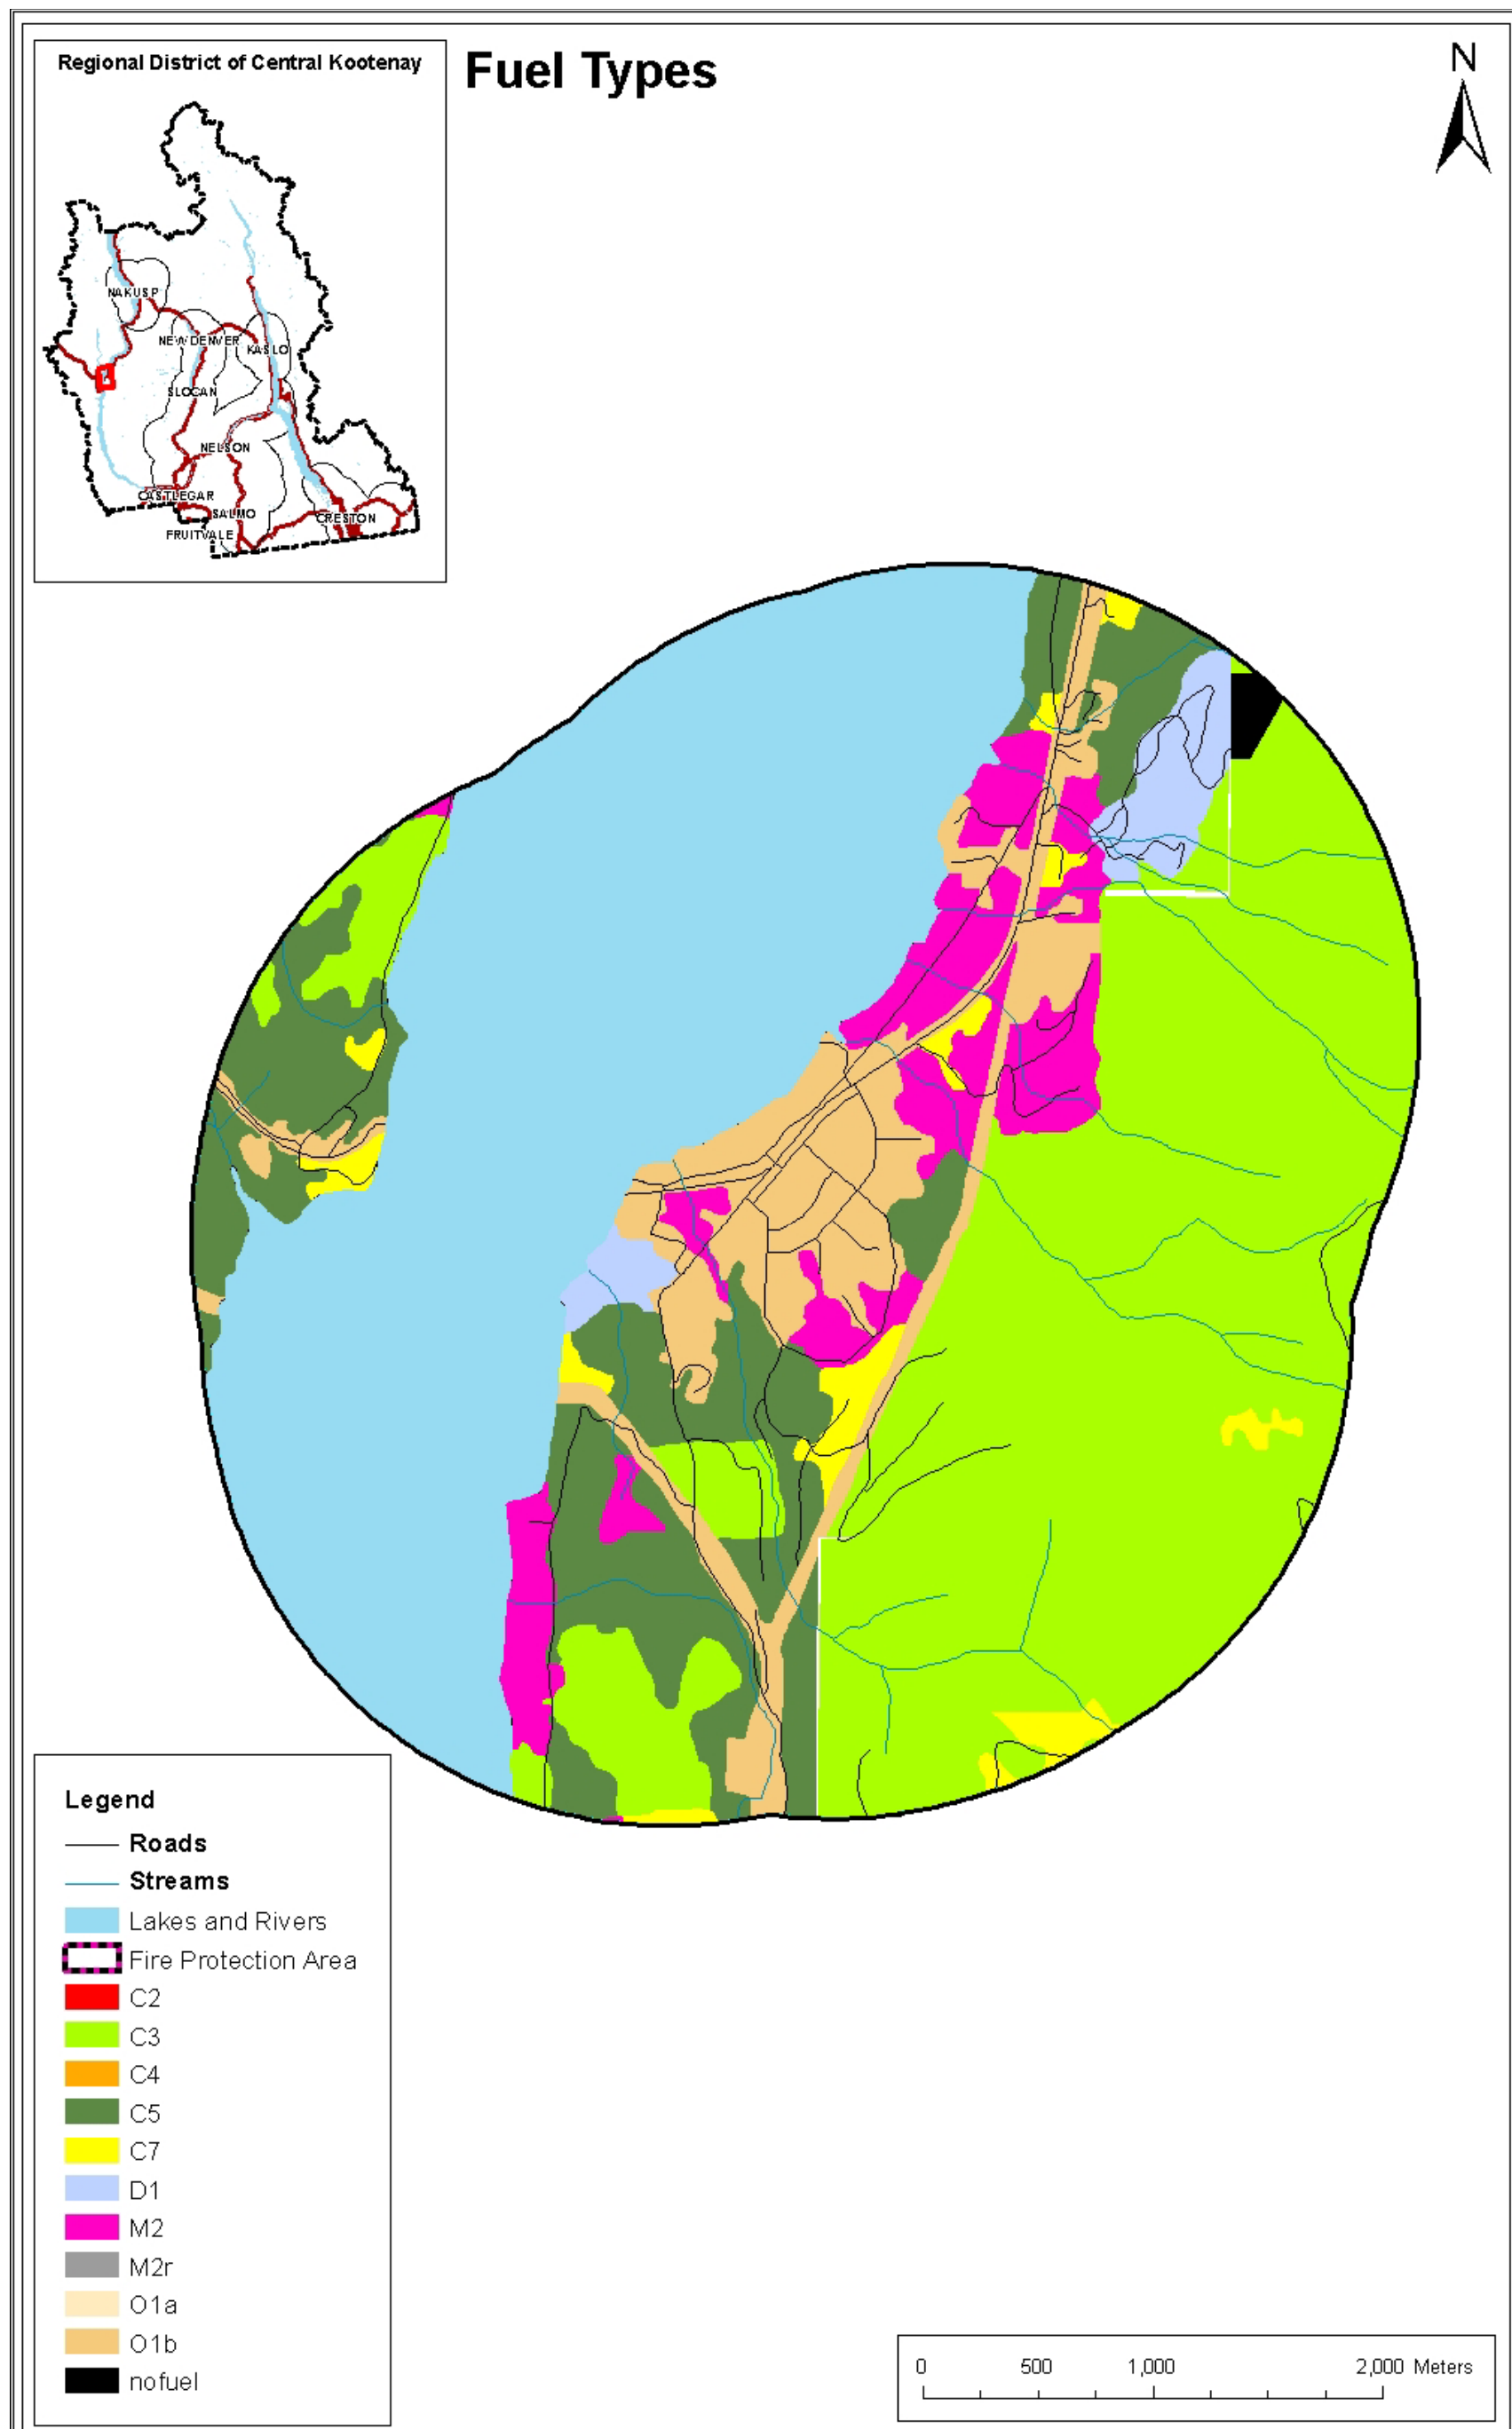 Regional District of Central Kootenay
Fuel Types
N
NAKUSP
NEW DENVER
KASLO
SLOCAN
NELSON
CASTLEGAR
SALMO
CRESTON
FRUITVALE
Legend
Roads
Streams
Lakes and Rivers
Fire Protection Area
C2
C3
C4
C5
C7
D1
M2
M2r
O1a
O1b
nofuel
0 500 1,000 2,000 Meters